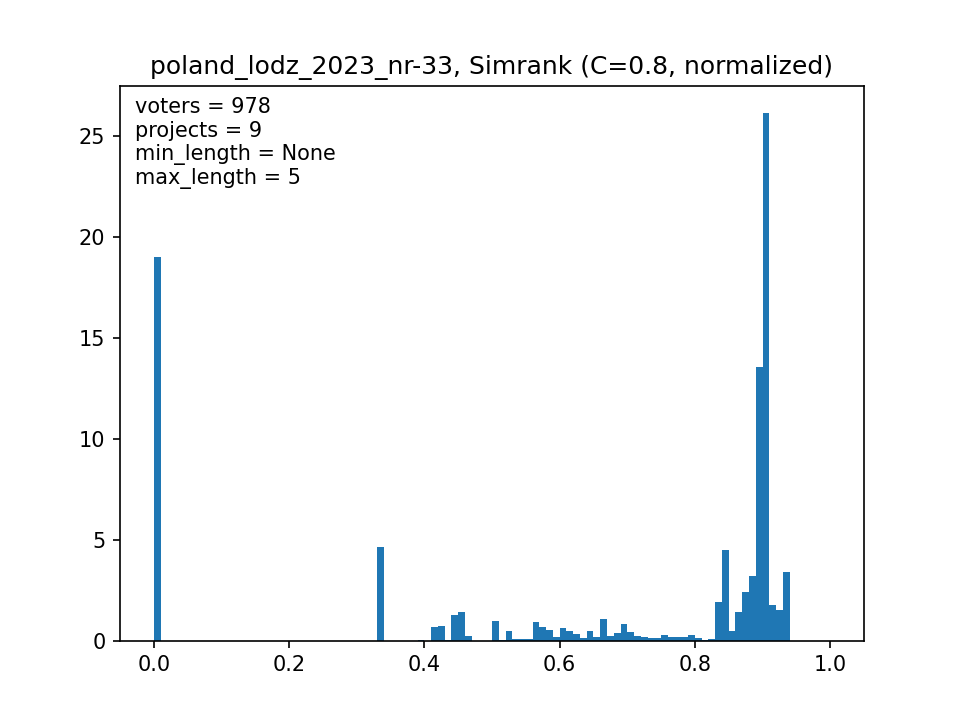 poland_lodz_2023_nr-33, Simrank (C=0.8, normalized)
voters = 978
projects = 9
min_length = None
max_length = 5
25
20
15
10
5
0
0.0 0.2 0.4 0.6 0.8 1.0